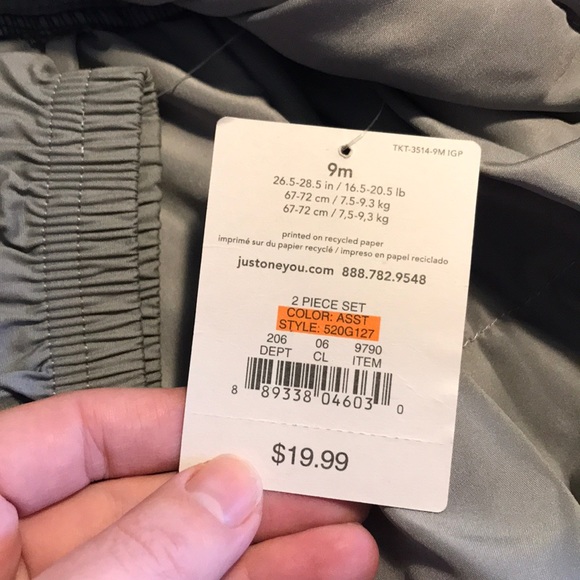 TKT-3514-9M IGP
9m
26.5-28.5 in / 16.5-20.5 lb
67-72 cm / 7.5-9.3 kg
67-72 cm / 7,5-9,3 kg
printed on recycled paper
imprimé sur du papier recyclé / impreso en papel reciclado
justoneyou.com 888.782.9548
2 PIECE SET
COLOR: ASST
STYLE: 520G127
206 06 9790
DEPT CL ITEM
8 89338 04603 0
$19.99